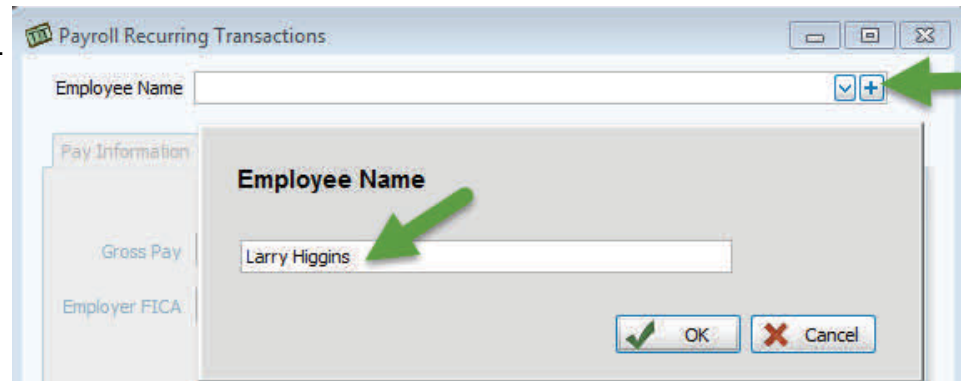 Payroll Recurring Transactions
Employee Name
Pay Information
Employee Name
Gross Pay
Larry Higgins
Employer FICA
OK Cancel